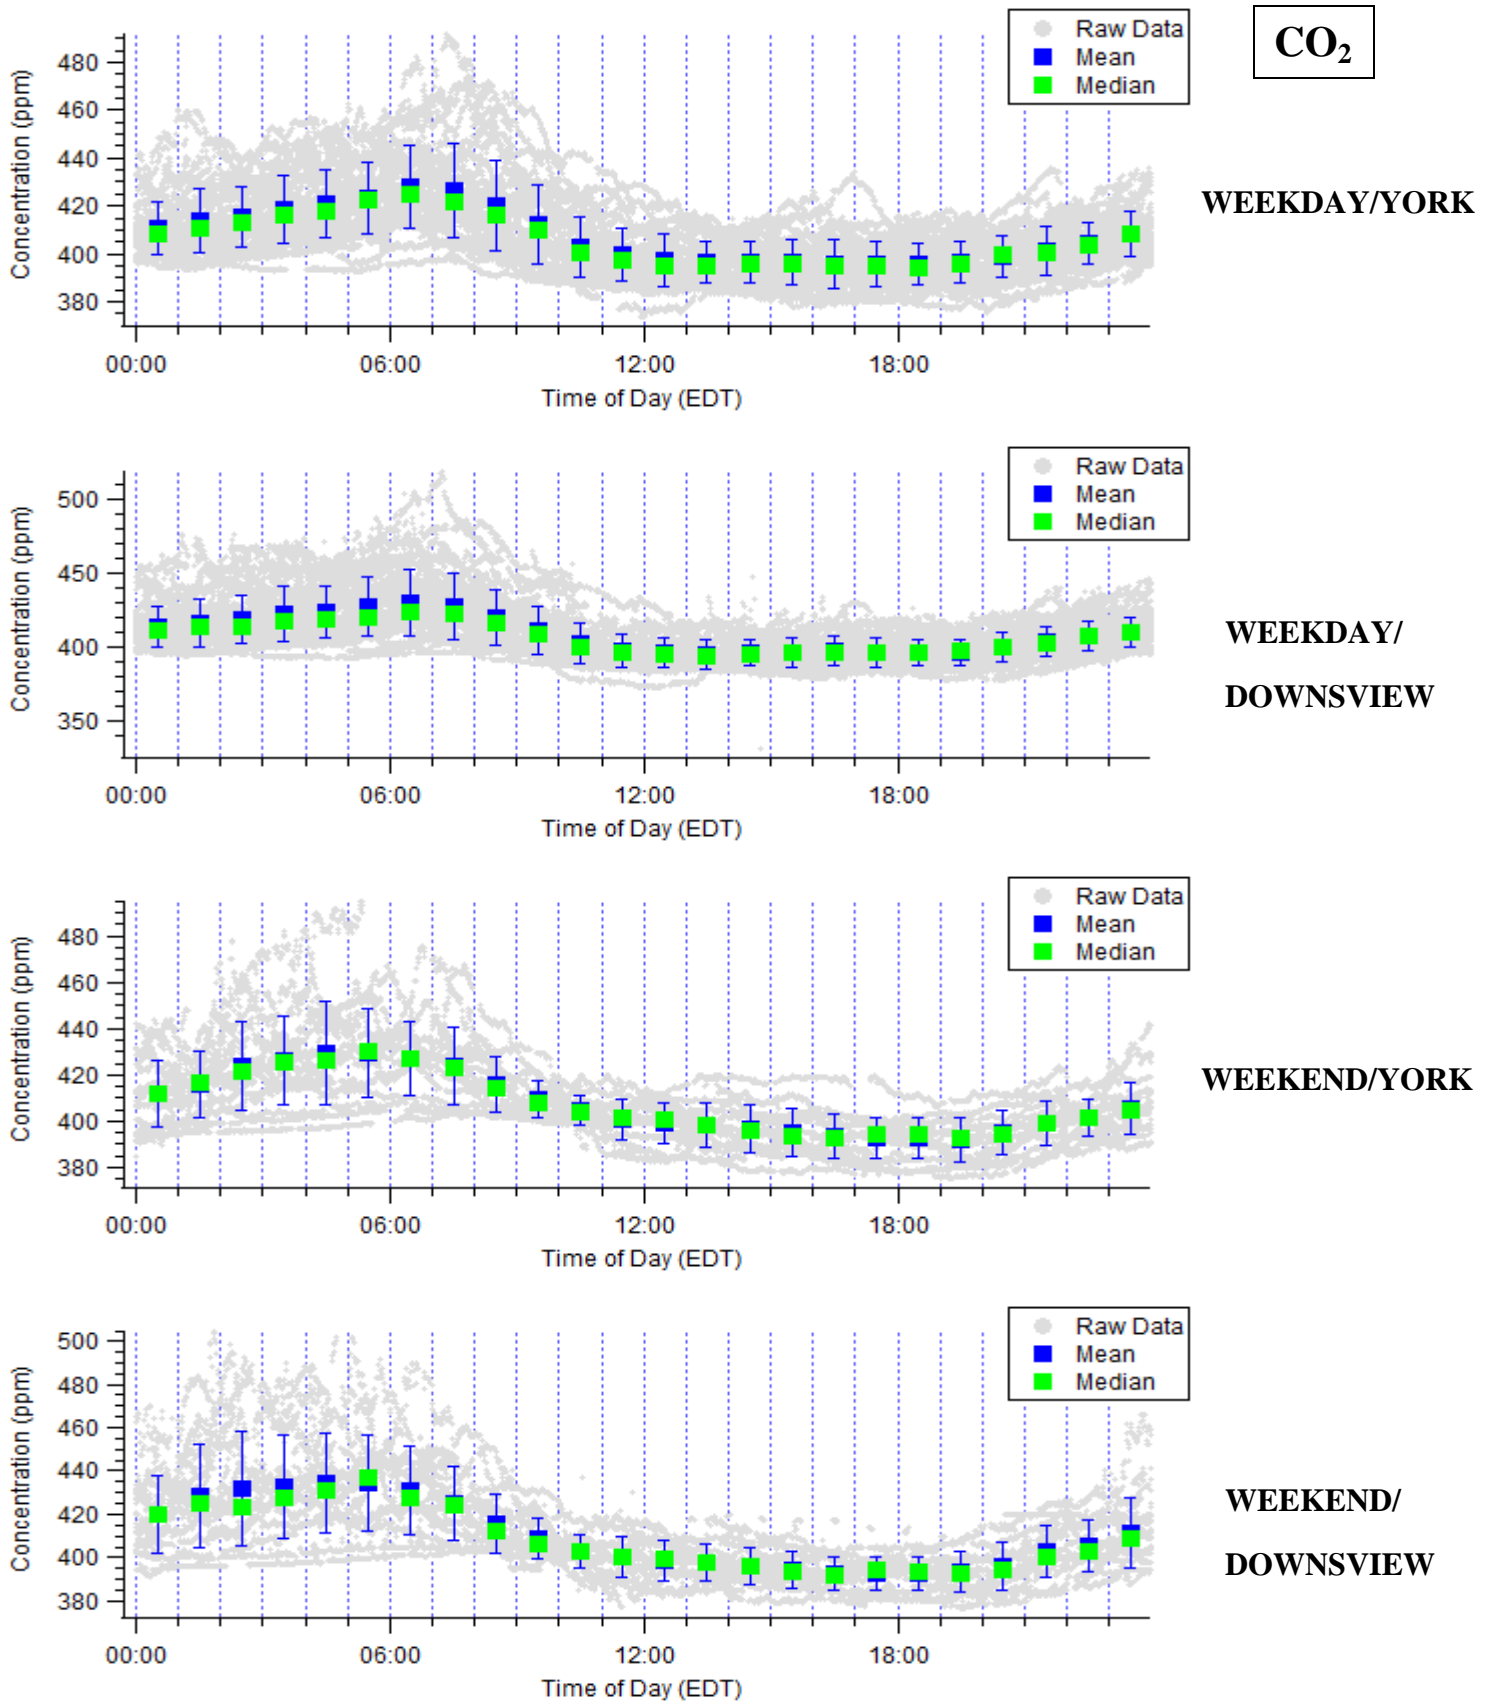 Raw Data
Mean
Median
CO₂
480
460
440
420
400
380
Concentration (ppm)
WEEKDAY/YORK
00:00 06:00 12:00 18:00
Time of Day (EDT)
Raw Data
Mean
Median
500
450
400
350
Concentration (ppm)
WEEKDAY/
DOWNSVIEW
00:00 06:00 12:00 18:00
Time of Day (EDT)
Raw Data
Mean
Median
480
460
440
420
400
380
Concentration (ppm)
WEEKEND/YORK
00:00 06:00 12:00 18:00
Time of Day (EDT)
Raw Data
Mean
Median
500
480
460
440
420
400
380
Concentration (ppm)
WEEKEND/
DOWNSVIEW
00:00 06:00 12:00 18:00
Time of Day (EDT)